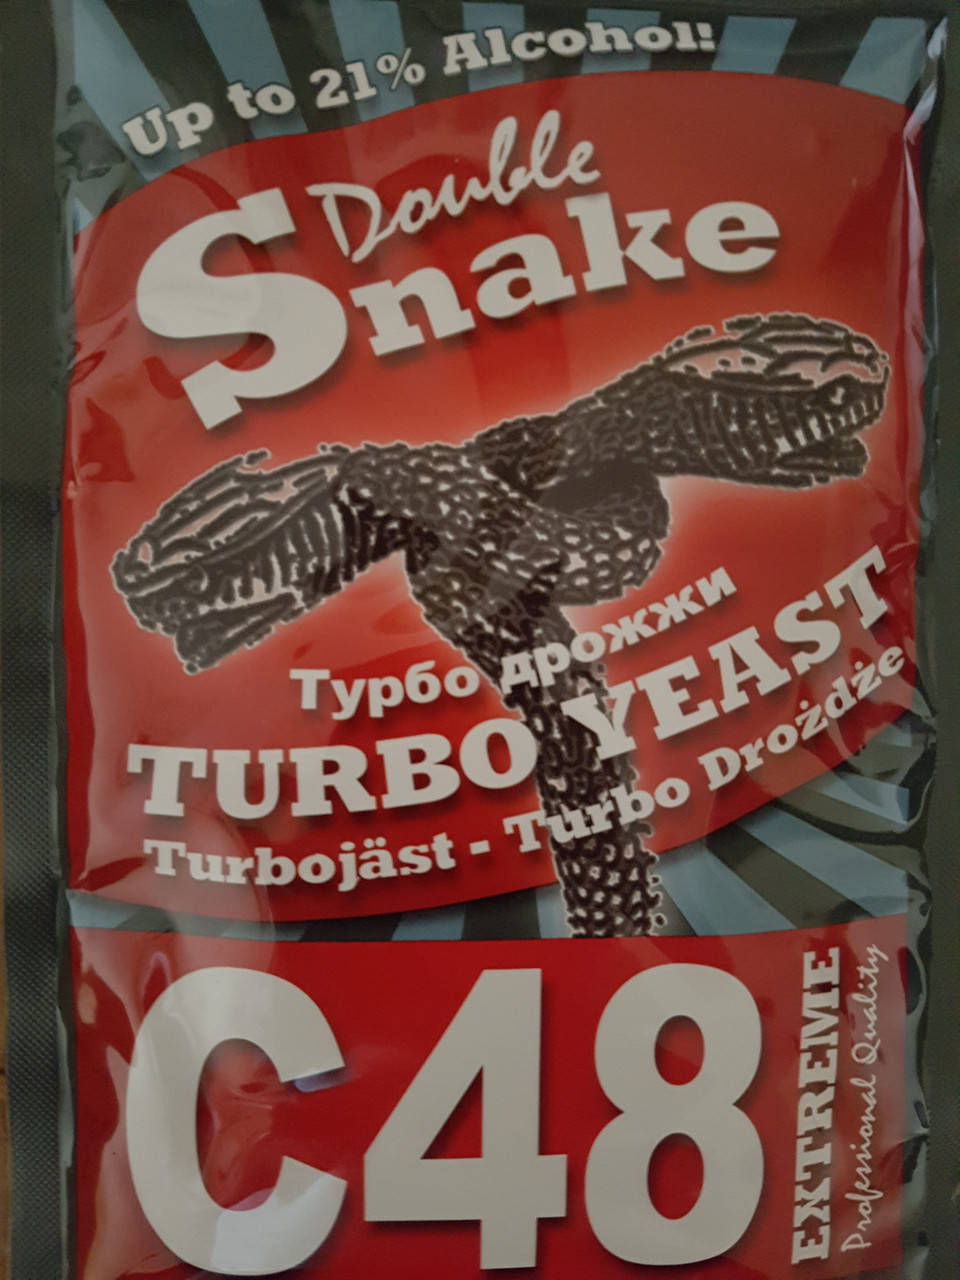 Up to 21% Alcohol!
Double
Snake
Турбо дрожжи
TURBO YEAST
Turbojäst - Turbo Drożdże
C48
EXTREME
Professional Quality